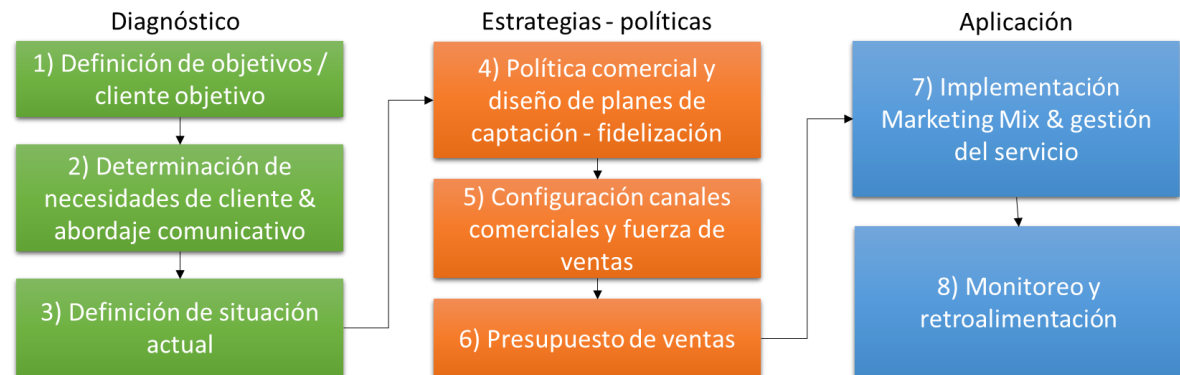 Diagnóstico
1) Definición de objetivos /
cliente objetivo
2) Determinación de
necesidades de cliente &
abordaje comunicativo
3) Definición de situación
actual
Estrategias - políticas
4) Política comercial y
diseño de planes de
captación - fidelización
5) Configuración canales
comerciales y fuerza de
ventas
6) Presupuesto de ventas
Aplicación
7) Implementación
Marketing Mix & gestión
del servicio
8) Monitoreo y
retroalimentación